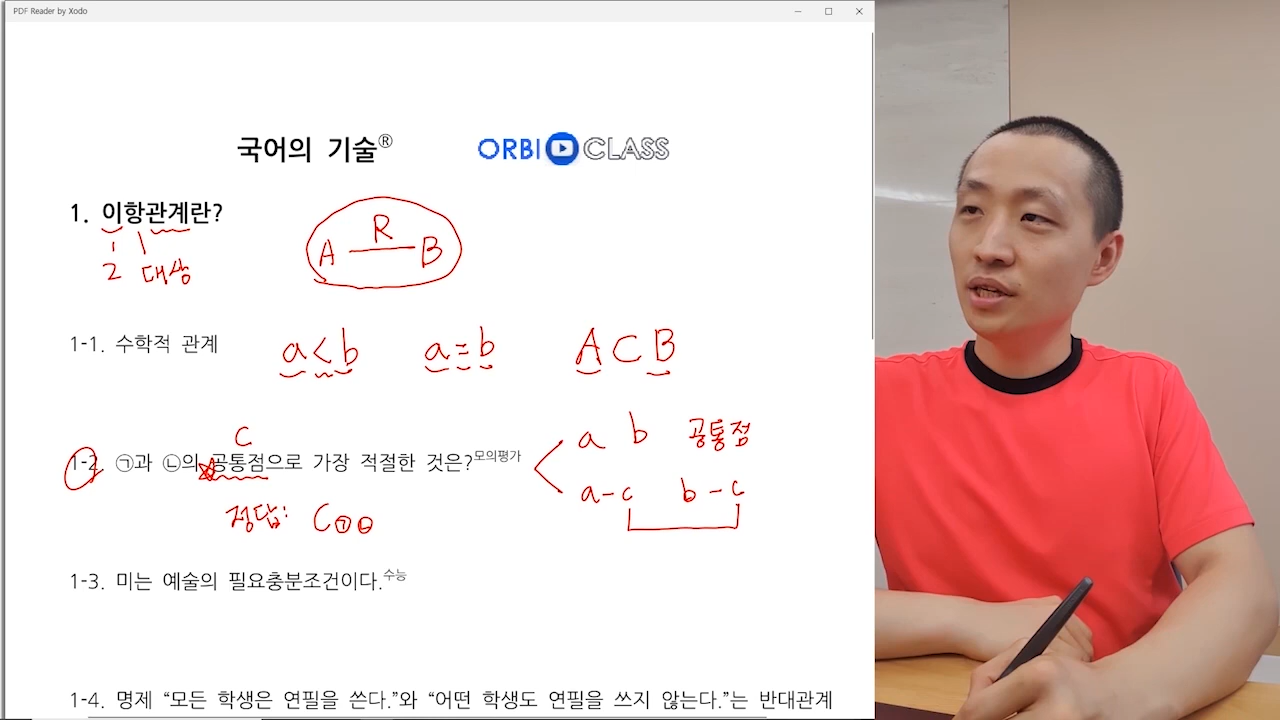 PDF Reader by Xodo
국어의 기술® ORBI CLASS
1. 이항관계란?
A R B
2 대상
1-1. 수학적 관계 a<b a=b A⊂B
C
1-2 ㉠과 ㉡의 공통점으로 가장 적절한 것은?모의평가
a b 공통점
a-c b-c
정답: C㉠㉡
1-3. 미는 예술의 필요충분조건이다.수능
1-4. 명제 “모든 학생은 연필을 쓴다.”와 “어떤 학생도 연필을 쓰지 않는다.”는 반대관계